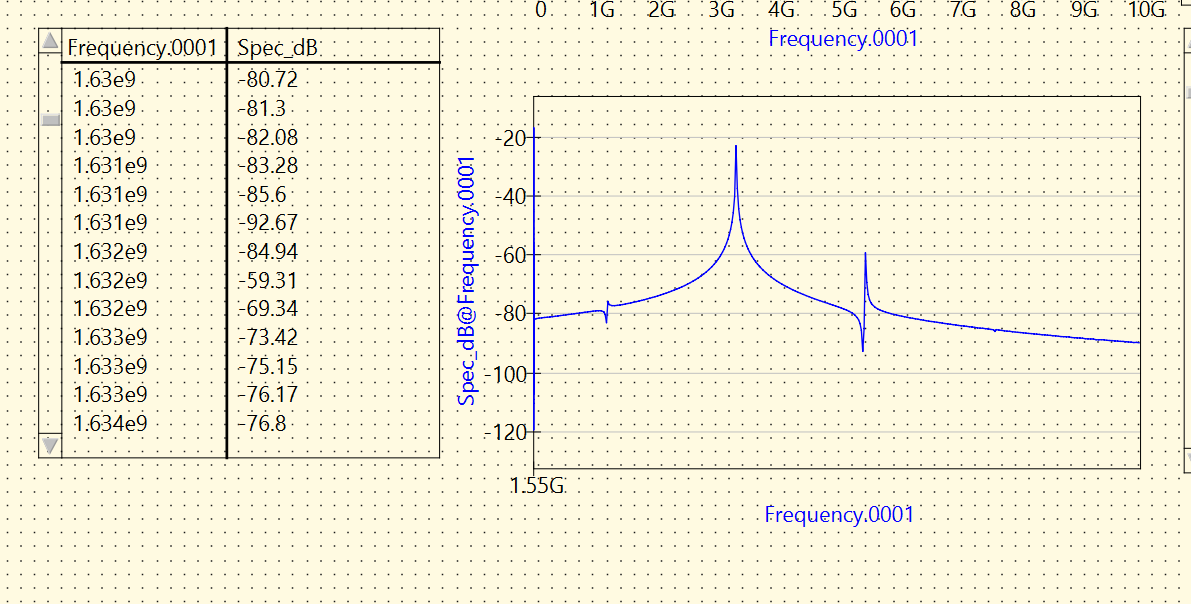 0 1G 2G 3G 4G 5G 6G 7G 8G 9G 10G
Frequency.0001
Frequency.0001 Spec_dB
1.63e9 -80.72
1.63e9 -81.3
1.63e9 -82.08
1.631e9 -83.28
1.631e9 -85.6
1.631e9 -92.67
1.632e9 -84.94
1.632e9 -59.31
1.632e9 -69.34
1.633e9 -73.42
1.633e9 -75.15
1.633e9 -76.17
1.634e9 -76.8
Spec_dB@Frequency.0001
-20
-40
-60
-80
-100
-120
1.55G
Frequency.0001